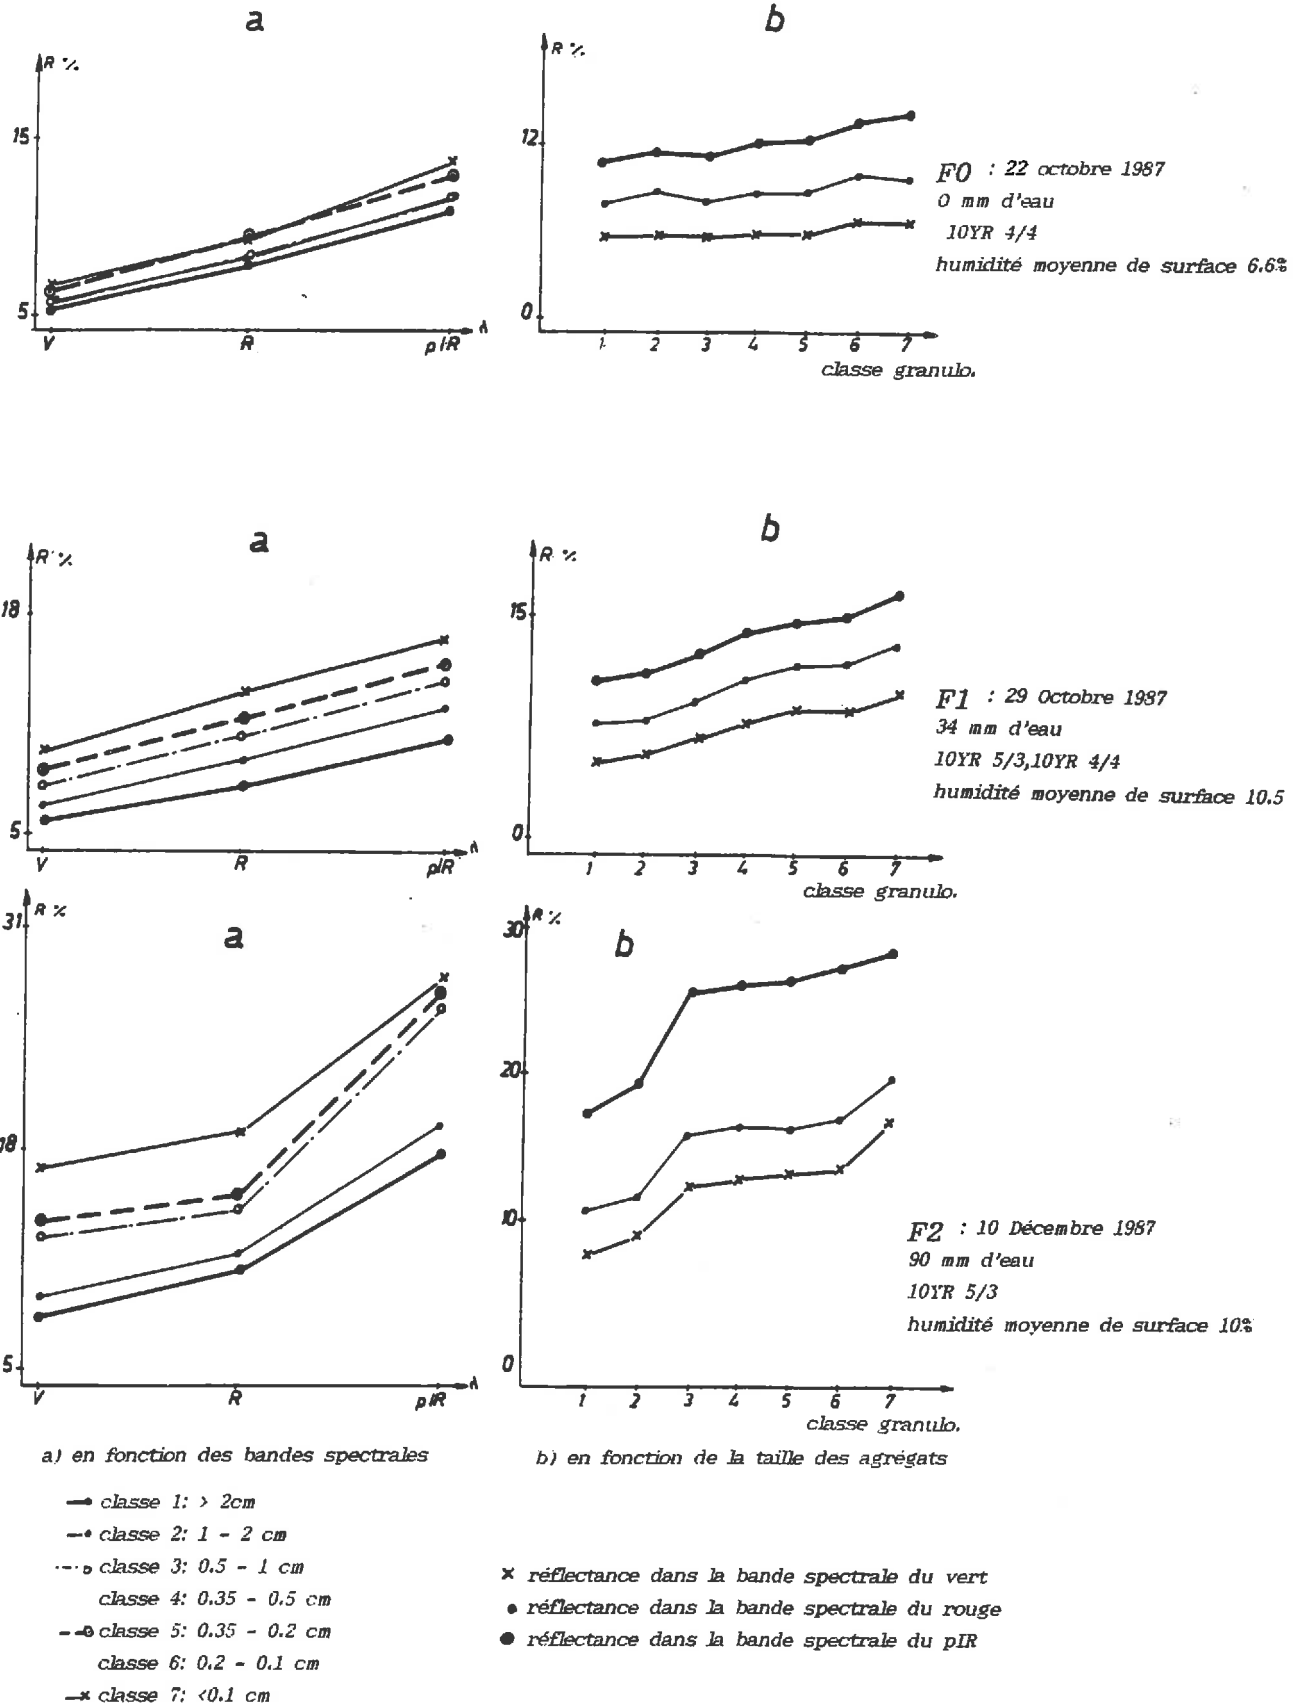 a
b
R %
15
5
V
R
pIR
λ
R %
12
0
1
2
3
4
5
6
7
classe granulo.
F0 : 22 octobre 1987
0 mm d'eau
10YR 4/4
humidité moyenne de surface 6.6%
a
b
R %
18
5
V
R
pIR
λ
R %
15
0
1
2
3
4
5
6
7
classe granulo.
F1 : 29 Octobre 1987
34 mm d'eau
10YR 5/3,10YR 4/4
humidité moyenne de surface 10.5
a
b
R %
31
18
5
V
R
pIR
λ
R %
30
20
10
0
1
2
3
4
5
6
7
classe granulo.
F2 : 10 Décembre 1987
90 mm d'eau
10YR 5/3
humidité moyenne de surface 10%
a) en fonction des bandes spectrales
b) en fonction de la taille des agrégats
classe 1: > 2cm
classe 2: 1 - 2 cm
classe 3: 0.5 - 1 cm
classe 4: 0.35 - 0.5 cm
classe 5: 0.35 - 0.2 cm
classe 6: 0.2 - 0.1 cm
classe 7: <0.1 cm
réflectance dans la bande spectrale du vert
réflectance dans la bande spectrale du rouge
réflectance dans la bande spectrale du pIR